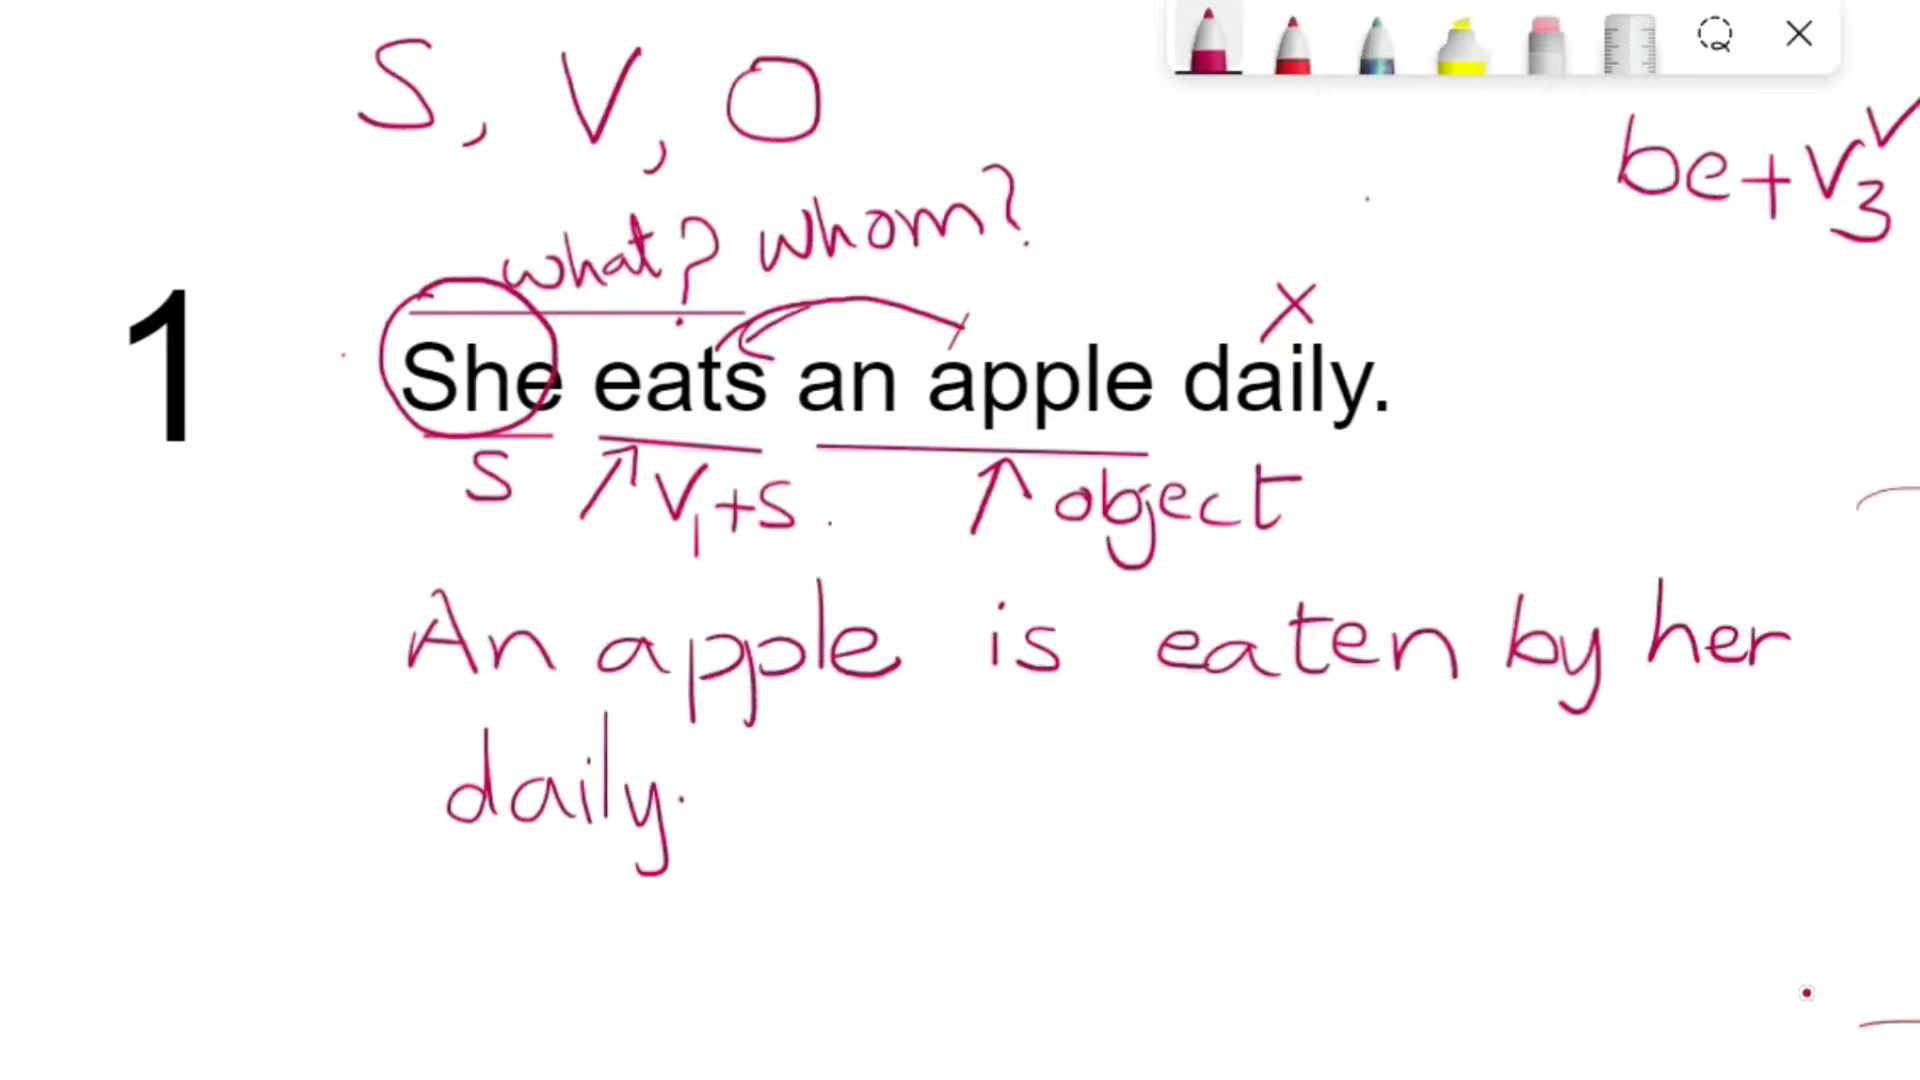 S, V, O
be+V3
what? whom?
1
She eats an apple daily.
S V1+s object
An apple is eaten by her
daily.